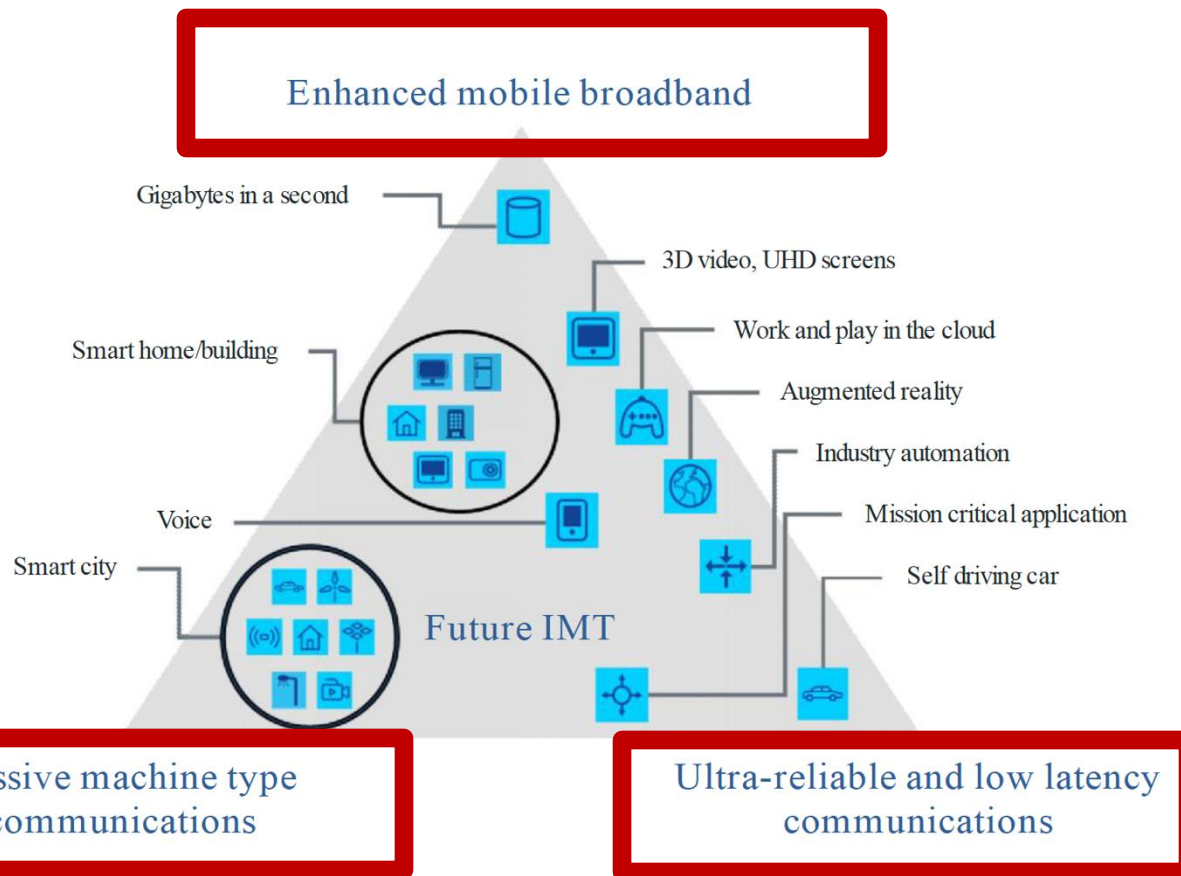 Enhanced mobile broadband
Gigabytes in a second
3D video, UHD screens
Work and play in the cloud
Smart home/building
Augmented reality
Industry automation
Voice
Mission critical application
Smart city
Self driving car
Future IMT
ssive machine type
communications
Ultra-reliable and low latency
communications